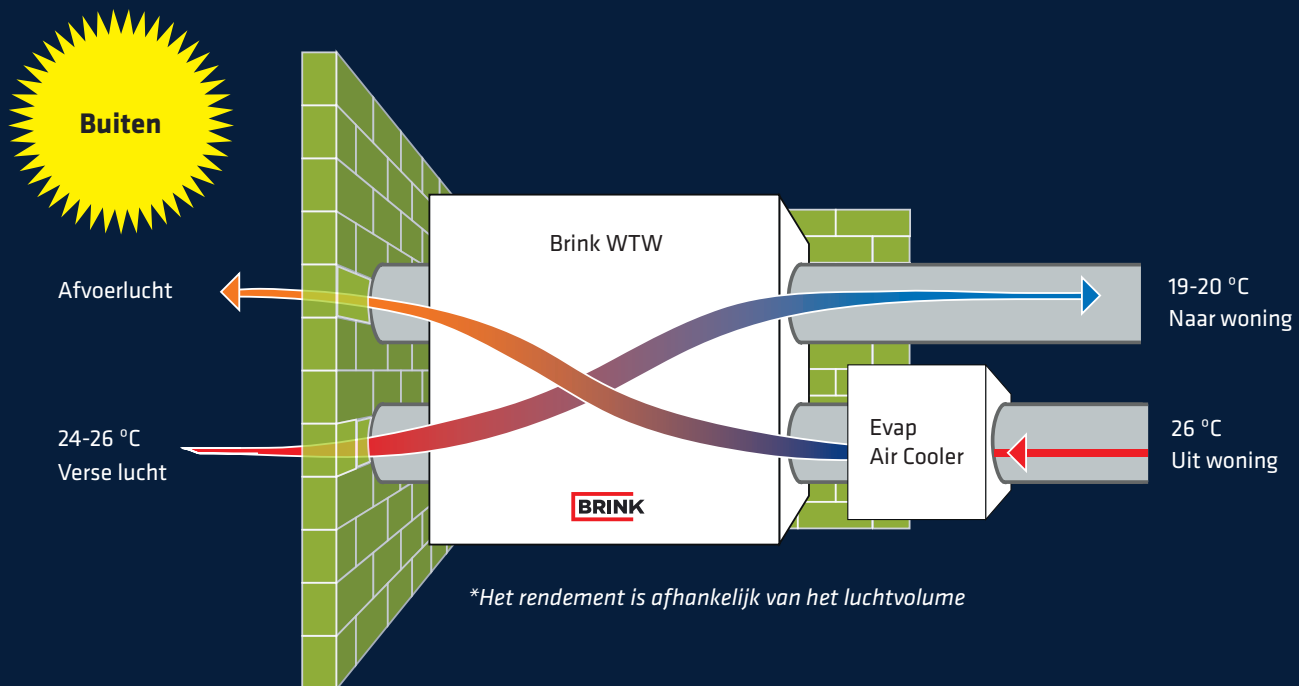 Buiten
Brink WTW
Afvoerlucht
19-20 °C
Naar woning
24-26 °C
Verse lucht
Evap
Air Cooler
26 °C
Uit woning
BRINK
*Het rendement is afhankelijk van het luchtvolume